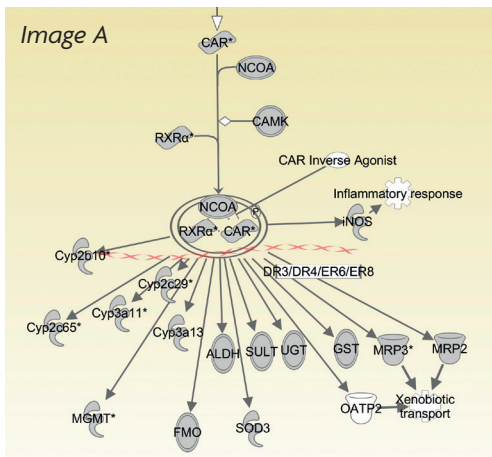 Image A
CAR*
NCOA
CAMK
RXRα*
CAR Inverse Agonist
Inflammatory response
NCOA
P
iNOS
RXRα* CAR*
Cyp2b10*
DR3/DR4/ER6/ER8
Cyp2c29*
Cyp3a11*
Cyp2c65*
Cyp3a13
ALDH
SULT
UGT
GST
MRP3*
MRP2
MGMT*
FMO
SOD3
OATP2
Xenobiotic
transport